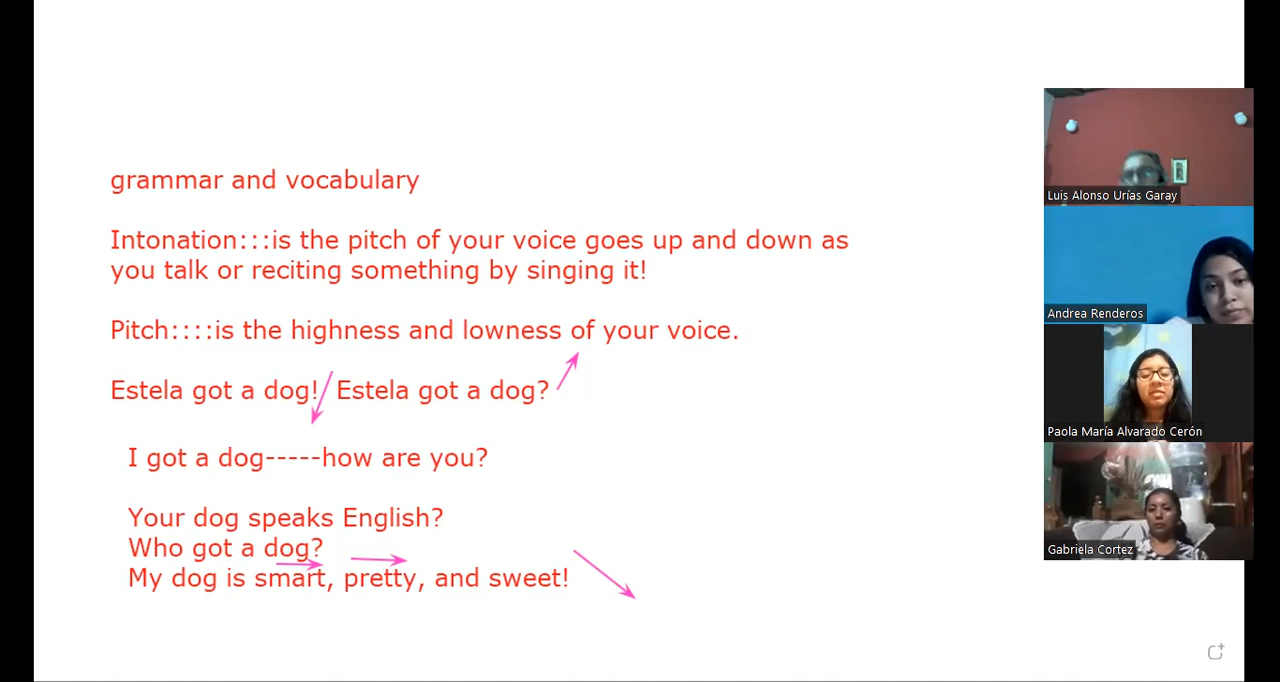 grammar and vocabulary
Intonation:::is the pitch of your voice goes up and down as
you talk or reciting something by singing it!
Pitch::::is the highness and lowness of your voice.
Estela got a dog! Estela got a dog?
I got a dog-----how are you?
Your dog speaks English?
Who got a dog?
My dog is smart, pretty, and sweet!
Luis Alonso Urías Garay
Andrea Renderos
Paola María Alvarado Cerón
Gabriela Cortez